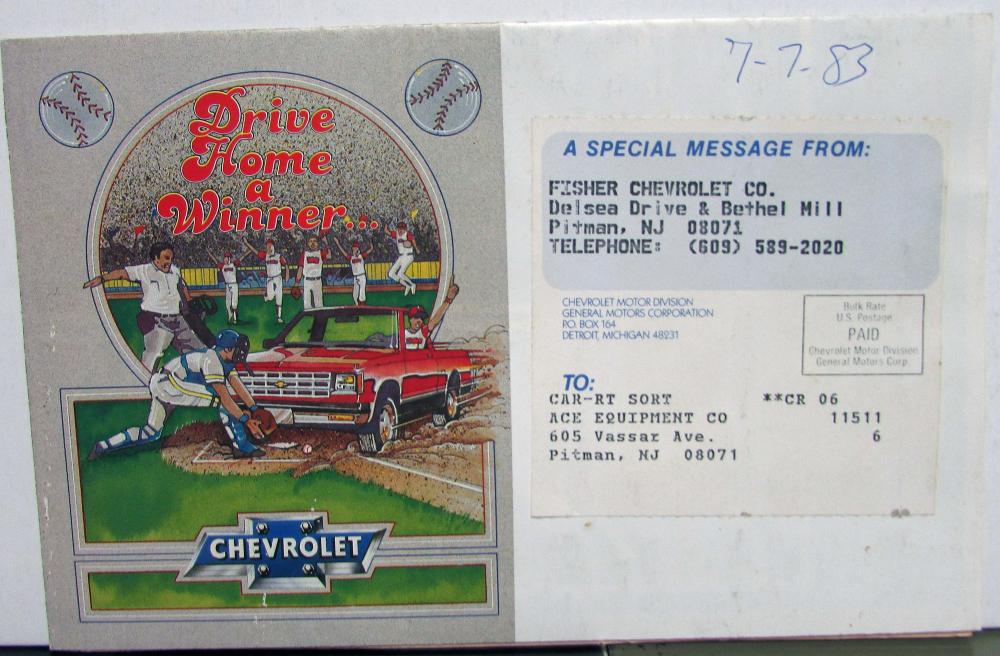 Drive
Home
a
Winner...
CHEVROLET
7-7-83
A SPECIAL MESSAGE FROM:
FISHER CHEVROLET CO.
Delsea Drive & Bethel Mill
Pitman, NJ 08071
TELEPHONE: (609) 589-2020
CHEVROLET MOTOR DIVISION
GENERAL MOTORS CORPORATION
P.O. BOX 164
DETROIT, MICHIGAN 48231
Bulk Rate
U.S. Postage
PAID
Chevrolet Motor Division
General Motors Corp.
TO:
CAR-RT SORT **CR 06
ACE EQUIPMENT CO 11511
605 Vassar Ave. 6
Pitman, NJ 08071